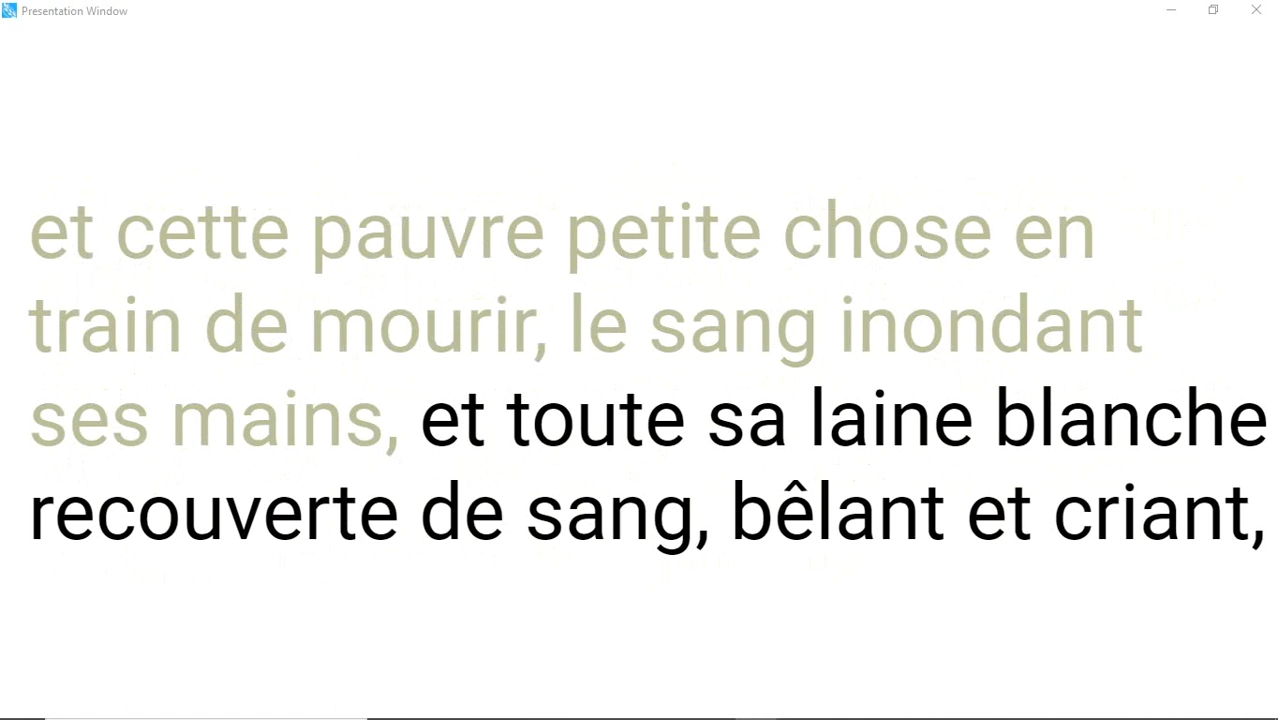 Presentation Window
et cette pauvre petite chose en
train de mourir, le sang inondant
ses mains, et toute sa laine blanche
recouverte de sang, bêlant et criant,